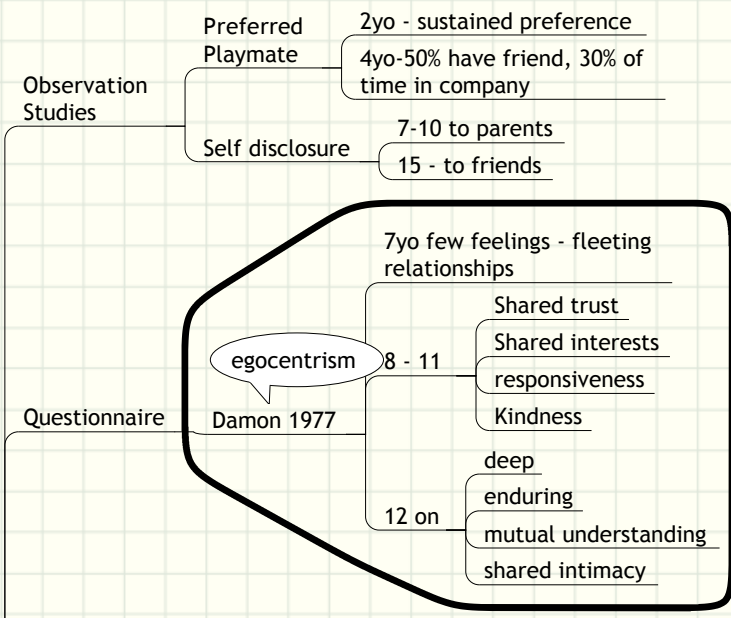 Preferred
Playmate
2yo - sustained preference
4yo-50% have friend, 30% of
time in company
Observation
Studies
Self disclosure
7-10 to parents
15 - to friends
7yo few feelings - fleeting
relationships
Shared trust
Shared interests
egocentrism
8 - 11
responsiveness
Kindness
Questionnaire
Damon 1977
deep
enduring
12 on
mutual understanding
shared intimacy